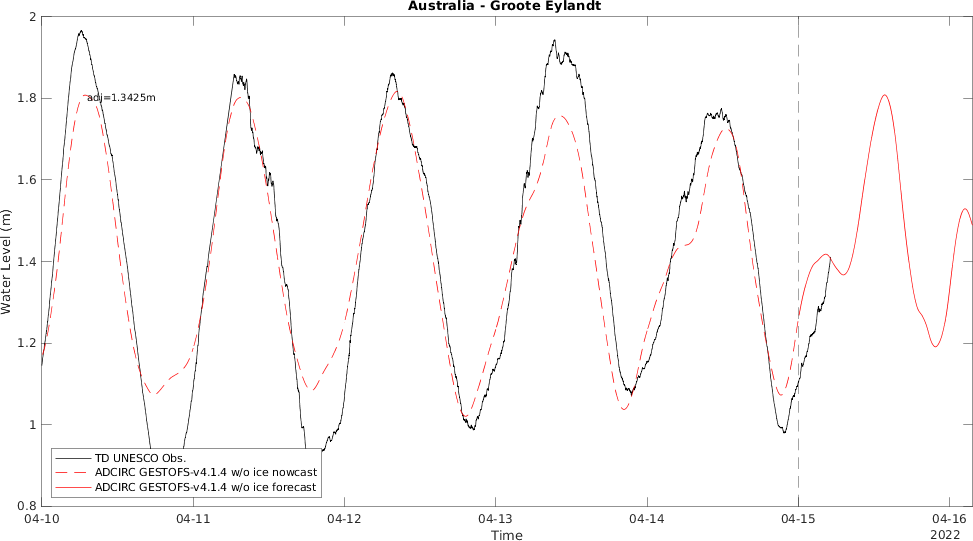 Australia - Groote Eylandt
2
1.8
1.6
1.4
1.2
1
0.8
Water Level (m)
adj=1.3425m
TD UNESCO Obs.
ADCIRC GESTOFS-v4.1.4 w/o ice nowcast
ADCIRC GESTOFS-v4.1.4 w/o ice forecast
04-10 04-11 04-12 04-13 04-14 04-15 04-16
Time
2022